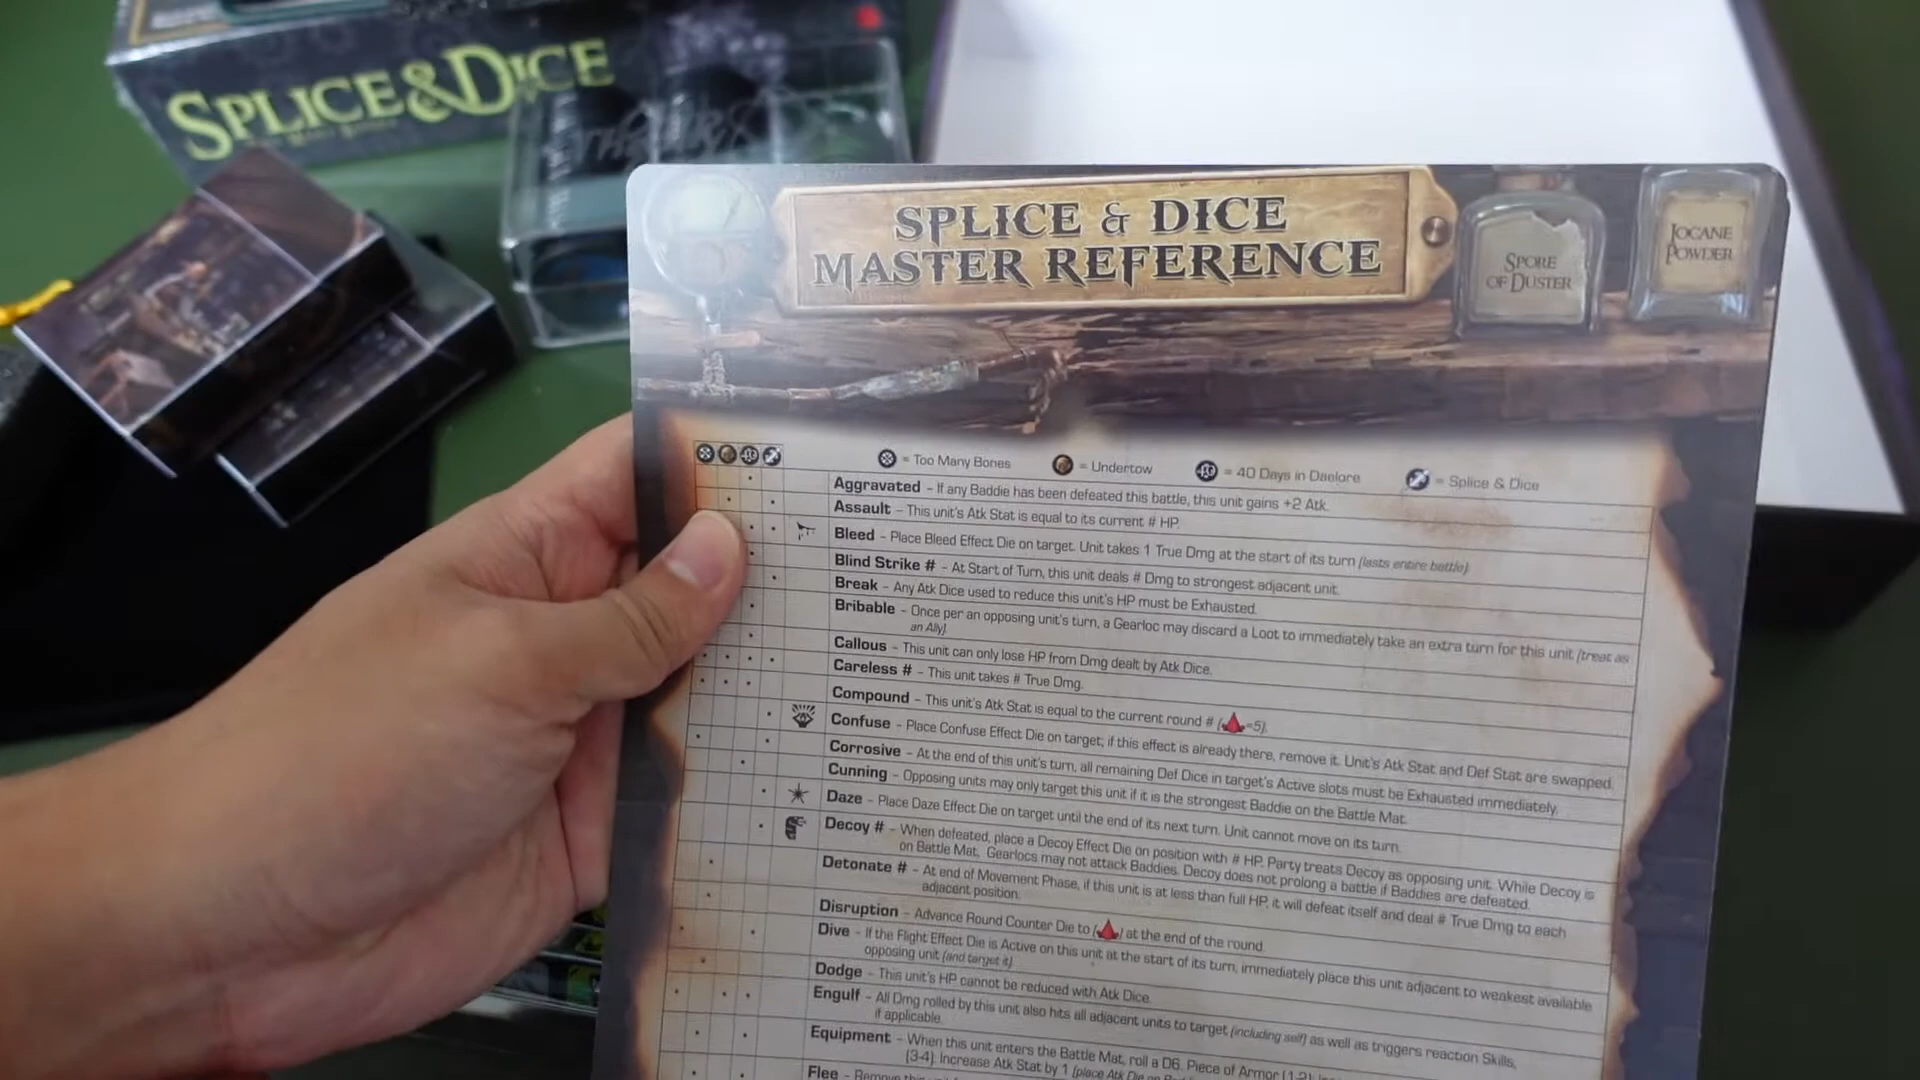 SPLICE & DICE
SPLICE & DICE
MASTER REFERENCE
SPORE
OF DUSTER
JOCANE
POWDER
= Too Many Bones = Undertow = 40 Days in Daelore = Splice & Dice
Aggravated - If any Baddie has been defeated this battle, this unit gains +2 Atk.
Assault - This unit's Atk Stat is equal to its current # HP.
Bleed - Place Bleed Effect Die on target. Unit takes 1 True Dmg at the start of its turn (lasts entire battle).
Blind Strike # - At Start of Turn, this unit deals # Dmg to strongest adjacent unit.
Break - Any Atk Dice used to reduce this unit's HP must be Exhausted.
Bribable - Once per an opposing unit's turn, a Gearloc may discard a Loot to immediately take an extra turn for this unit (treat as
an Ally).
Callous - This unit can only lose HP from Dmg dealt by Atk Dice.
Careless # - This unit takes # True Dmg.
Compound - This unit's Atk Stat is equal to the current round # (=5).
Confuse - Place Confuse Effect Die on target; if this effect is already there, remove it. Unit's Atk Stat and Def Stat are swapped.
Corrosive - At the end of this unit's turn, all remaining Def Dice in target's Active slots must be Exhausted immediately.
Cunning - Opposing units may only target this unit if it is the strongest Baddie on the Battle Mat.
Daze - Place Daze Effect Die on target until the end of its next turn. Unit cannot move on its turn.
Decoy # - When defeated, place a Decoy Effect Die on position with # HP. Party treats Decoy as opposing unit. While Decoy is
on Battle Mat, Gearlocs may not attack Baddies. Decoy does not prolong a battle if Baddies are defeated.
Detonate # - At end of Movement Phase, if this unit is at less than full HP, it will defeat itself and deal # True Dmg to each
adjacent position.
Disruption - Advance Round Counter Die to () at the end of the round.
Dive - If the Flight Effect Die is Active on this unit at the start of its turn, immediately place this unit adjacent to weakest available
opposing unit (and target it).
Dodge - This unit's HP cannot be reduced with Atk Dice.
Engulf - All Dmg rolled by this unit also hits all adjacent units to target (including self) as well as triggers reaction Skills,
if applicable.
Equipment - When this unit enters the Battle Mat, roll a D6. Piece of Armor (1-2):
(3-4): Increase Atk Stat by 1 (place Atk Die on
Flee - Remove this